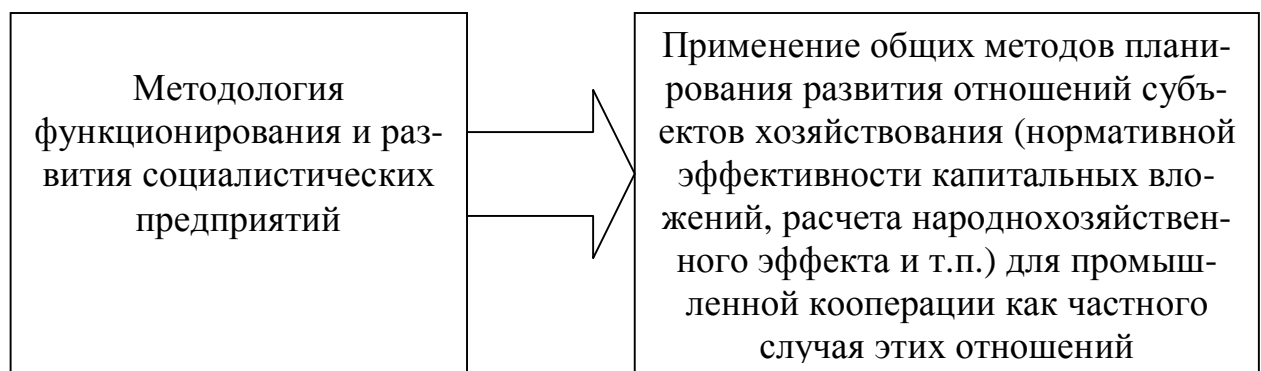 Методология
функционирования и раз-
вития социалистических
предприятий
Применение общих методов плани-
рования развития отношений субъ-
ектов хозяйствования (нормативной
эффективности капитальных вло-
жений, расчета народнохозяйствен-
ного эффекта и т.п.) для промыш-
ленной кооперации как частного
случая этих отношений